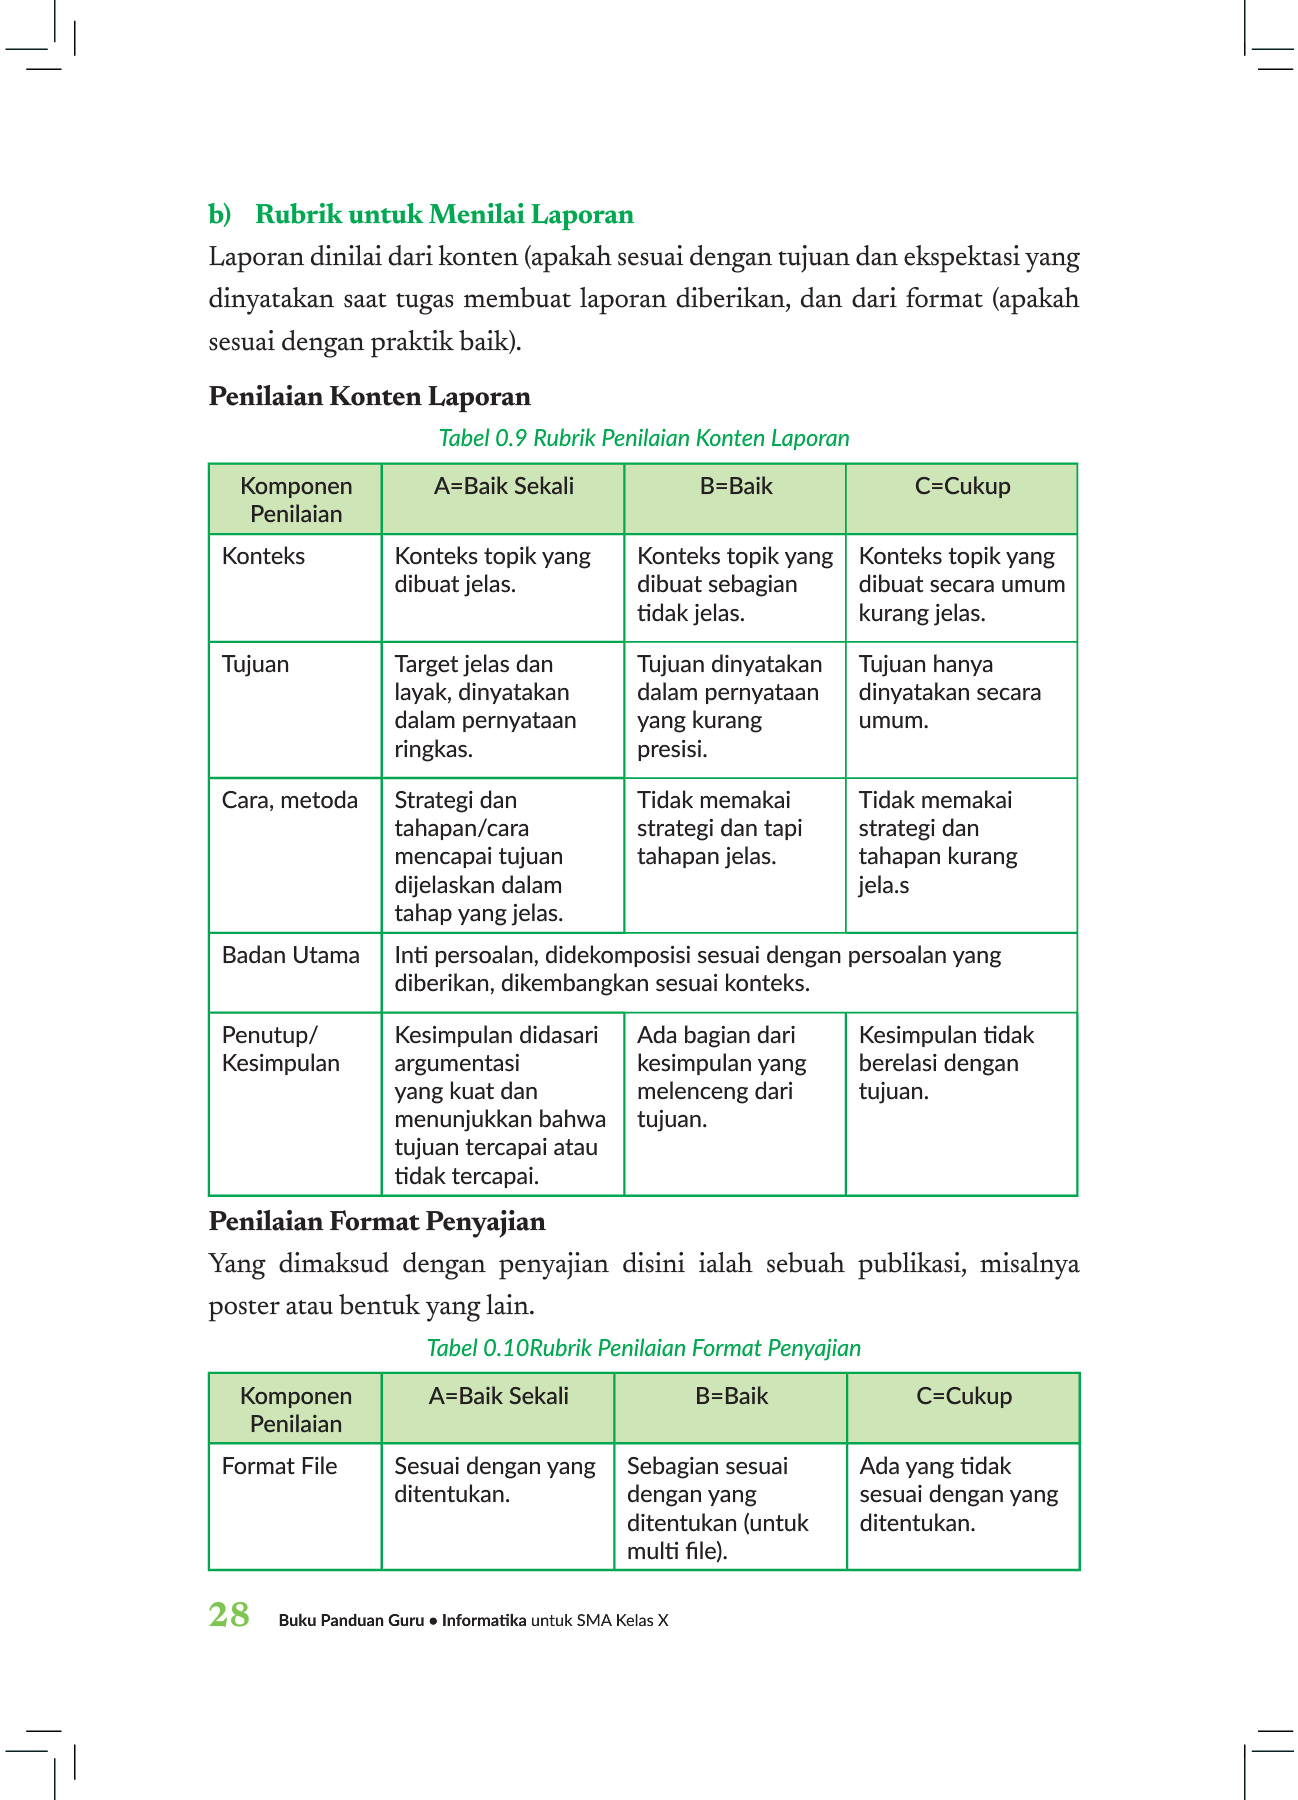 b) Rubrik untuk Menilai Laporan
Laporan dinilai dari konten (apakah sesuai dengan tujuan dan ekspektasi yang
dinyatakan saat tugas membuat laporan diberikan, dan dari format (apakah
sesuai dengan praktik baik).
Penilaian Konten Laporan
Tabel 0.9 Rubrik Penilaian Konten Laporan
Komponen
Penilaian
A=Baik Sekali
B=Baik
C=Cukup
Konteks
Konteks topik yang
dibuat jelas.
Konteks topik yang
dibuat sebagian
tidak jelas.
Konteks topik yang
dibuat secara umum
kurang jelas.
Tujuan
Target jelas dan
layak, dinyatakan
dalam pernyataan
ringkas.
Tujuan dinyatakan
dalam pernyataan
yang kurang
presisi.
Tujuan hanya
dinyatakan secara
umum.
Cara, metoda
Strategi dan
tahapan/cara
mencapai tujuan
dijelaskan dalam
tahap yang jelas.
Tidak memakai
strategi dan tapi
tahapan jelas.
Tidak memakai
strategi dan
tahapan kurang
jela.s
Badan Utama
Inti persoalan, didekomposisi sesuai dengan persoalan yang
diberikan, dikembangkan sesuai konteks.
Penutup/
Kesimpulan
Kesimpulan didasari
argumentasi
yang kuat dan
menunjukkan bahwa
tujuan tercapai atau
tidak tercapai.
Ada bagian dari
kesimpulan yang
melenceng dari
tujuan.
Kesimpulan tidak
berelasi dengan
tujuan.
Penilaian Format Penyajian
Yang dimaksud dengan penyajian disini ialah sebuah publikasi, misalnya
poster atau bentuk yang lain.
Tabel 0.10Rubrik Penilaian Format Penyajian
Komponen
Penilaian
A=Baik Sekali
B=Baik
C=Cukup
Format File
Sesuai dengan yang
ditentukan.
Sebagian sesuai
dengan yang
ditentukan (untuk
multi file).
Ada yang tidak
sesuai dengan yang
ditentukan.
28 Buku Panduan Guru • Informatika untuk SMA Kelas X